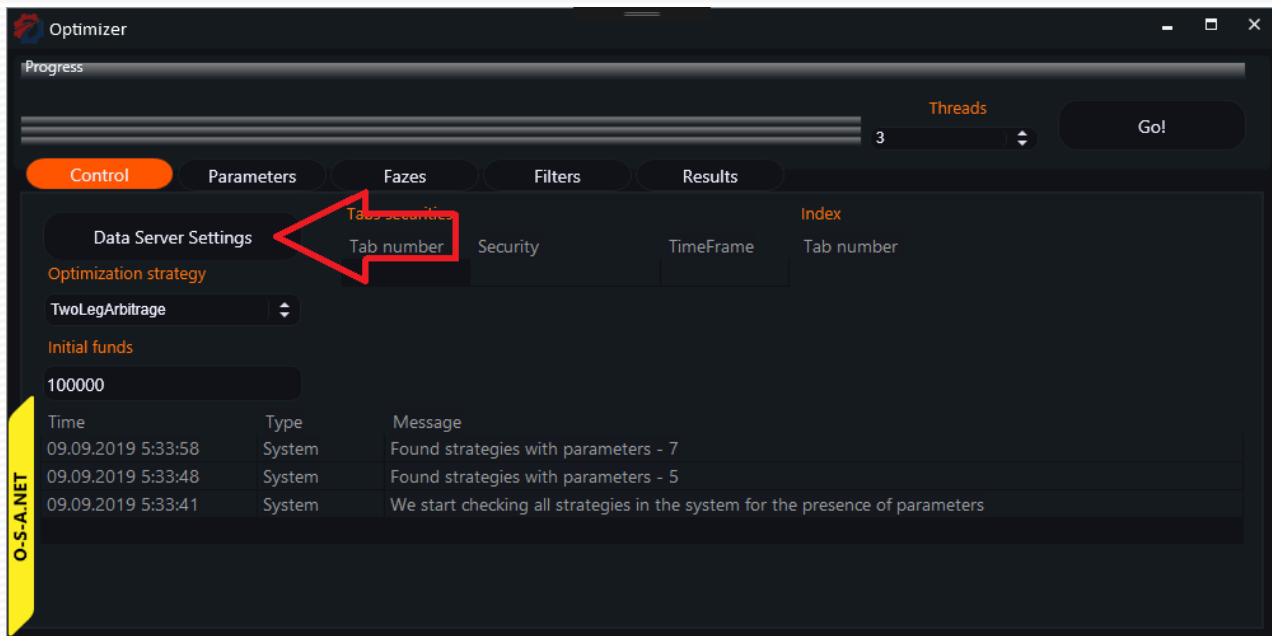 Optimizer
Progress
Threads
3
Go!
Control Parameters Fazes Filters Results
Data Server Settings
Tabs securities
Index
Tab number Security TimeFrame Tab number
Optimization strategy
TwoLegArbitrage
Initial funds
100000
Time Type Message
09.09.2019 5:33:58 System Found strategies with parameters - 7
09.09.2019 5:33:48 System Found strategies with parameters - 5
09.09.2019 5:33:41 System We start checking all strategies in the system for the presence of parameters
O-S-A.NET